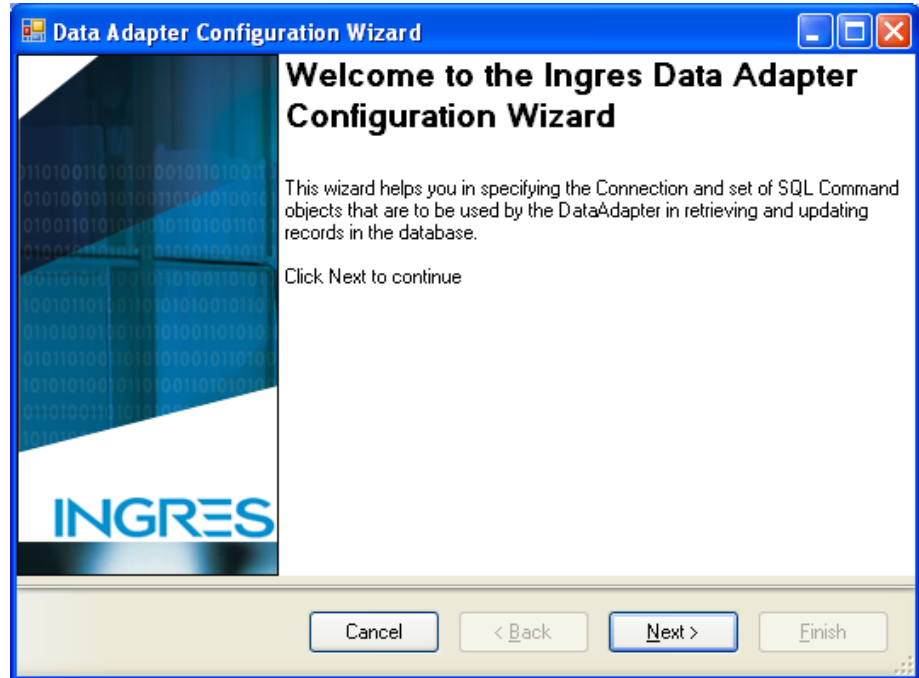 Data Adapter Configuration Wizard
Welcome to the Ingres Data Adapter
Configuration Wizard
This wizard helps you in specifying the Connection and set of SQL Command
objects that are to be used by the DataAdapter in retrieving and updating
records in the database.
Click Next to continue
INGRES
Cancel < Back Next > Finish